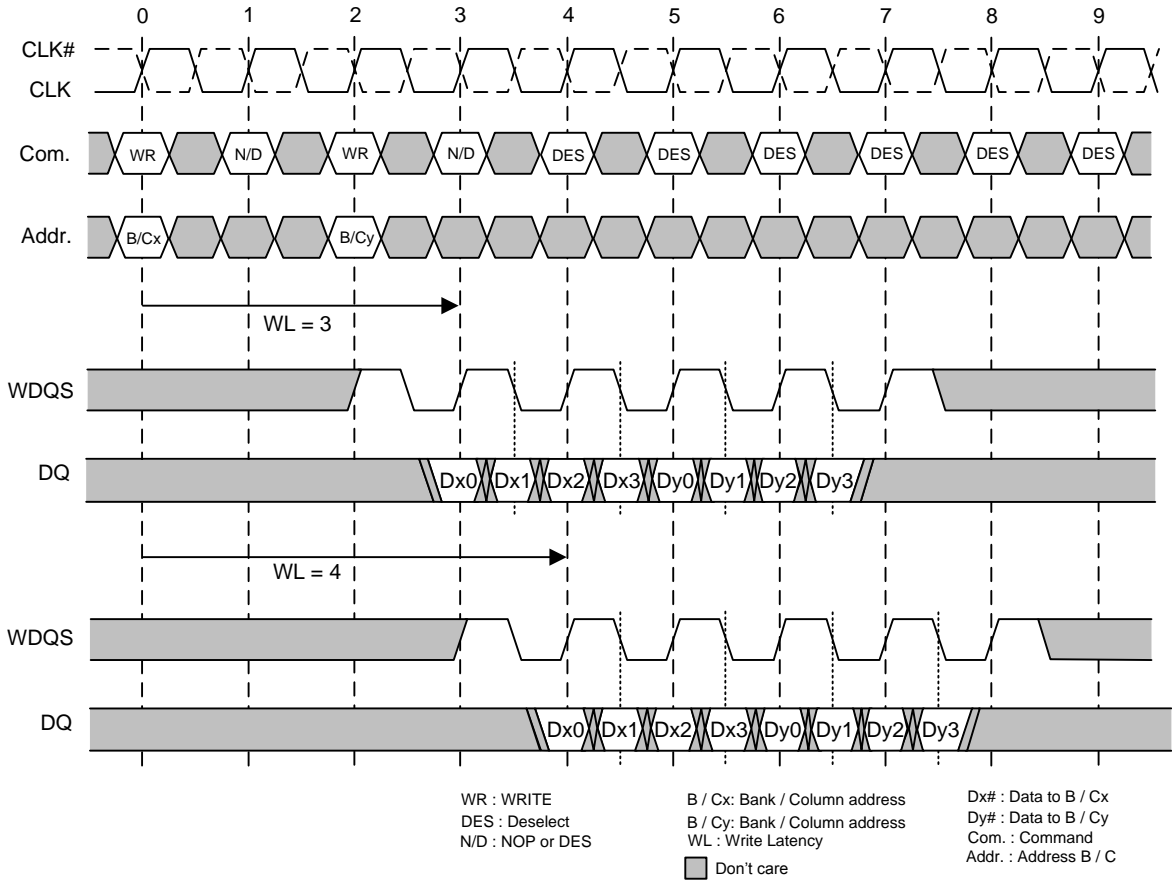 0 1 2 3 4 5 6 7 8 9
CLK#
CLK
Com. WR N/D WR N/D DES DES DES DES DES DES
Addr. B/Cx B/Cy
WL = 3
WDQS
DQ Dx0 Dx1 Dx2 Dx3 Dy0 Dy1 Dy2 Dy3
WL = 4
WDQS
DQ Dx0 Dx1 Dx2 Dx3 Dy0 Dy1 Dy2 Dy3
WR : WRITE
DES : Deselect
N/D : NOP or DES
B / Cx: Bank / Column address
B / Cy: Bank / Column address
WL : Write Latency
Don't care
Dx# : Data to B / Cx
Dy# : Data to B / Cy
Com. : Command
Addr. : Address B / C